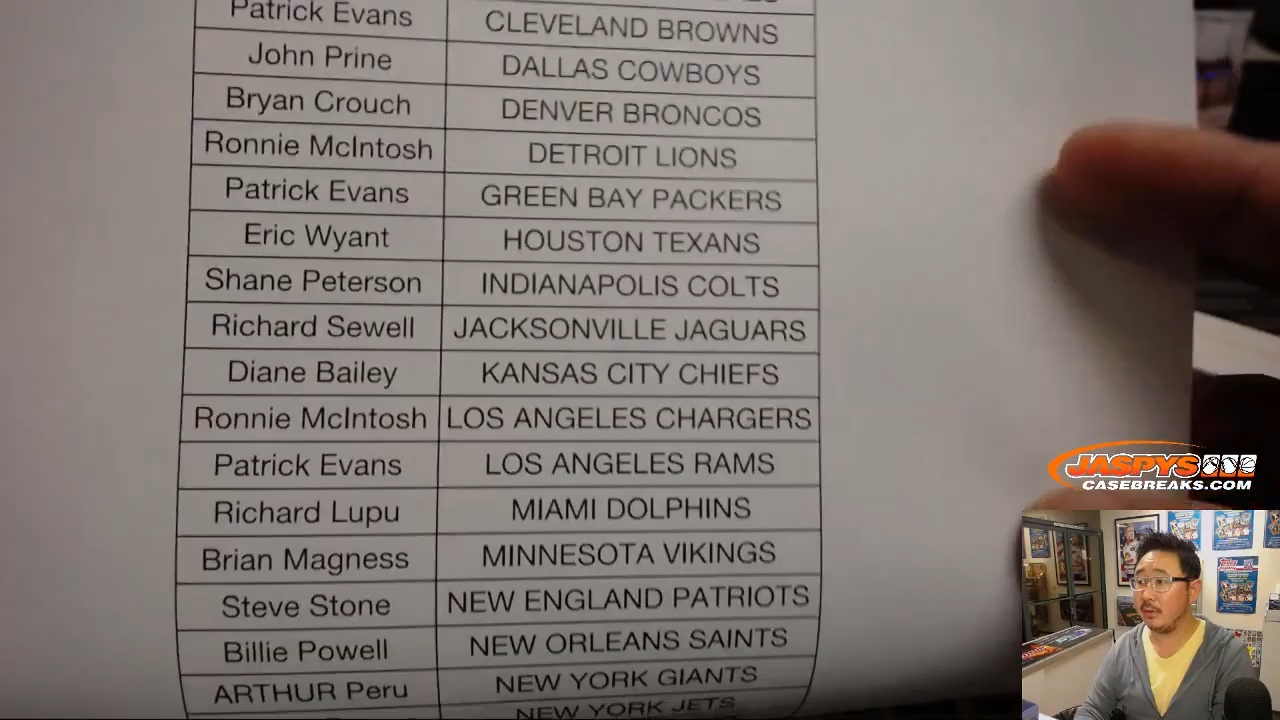 Patrick Evans CLEVELAND BROWNS
John Prine DALLAS COWBOYS
Bryan Crouch DENVER BRONCOS
Ronnie McIntosh DETROIT LIONS
Patrick Evans GREEN BAY PACKERS
Eric Wyant HOUSTON TEXANS
Shane Peterson INDIANAPOLIS COLTS
Richard Sewell JACKSONVILLE JAGUARS
Diane Bailey KANSAS CITY CHIEFS
Ronnie McIntosh LOS ANGELES CHARGERS
Patrick Evans LOS ANGELES RAMS
Richard Lupu MIAMI DOLPHINS
Brian Magness MINNESOTA VIKINGS
Steve Stone NEW ENGLAND PATRIOTS
Billie Powell NEW ORLEANS SAINTS
ARTHUR Peru NEW YORK GIANTS
NEW YORK JETS
JASPYS
CASEBREAKS.COM